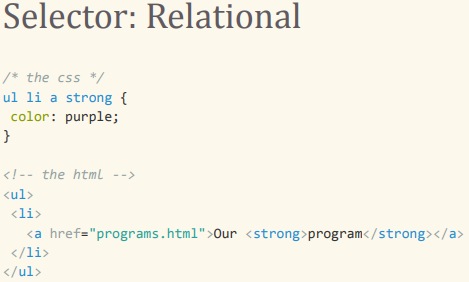 Selector: Relational
/* the css */
ul li a strong {
 color: purple;
}
<!-- the html -->
<ul>
 <li>
   <a href="programs.html">Our <strong>program</strong></a>
 </li>
</ul>